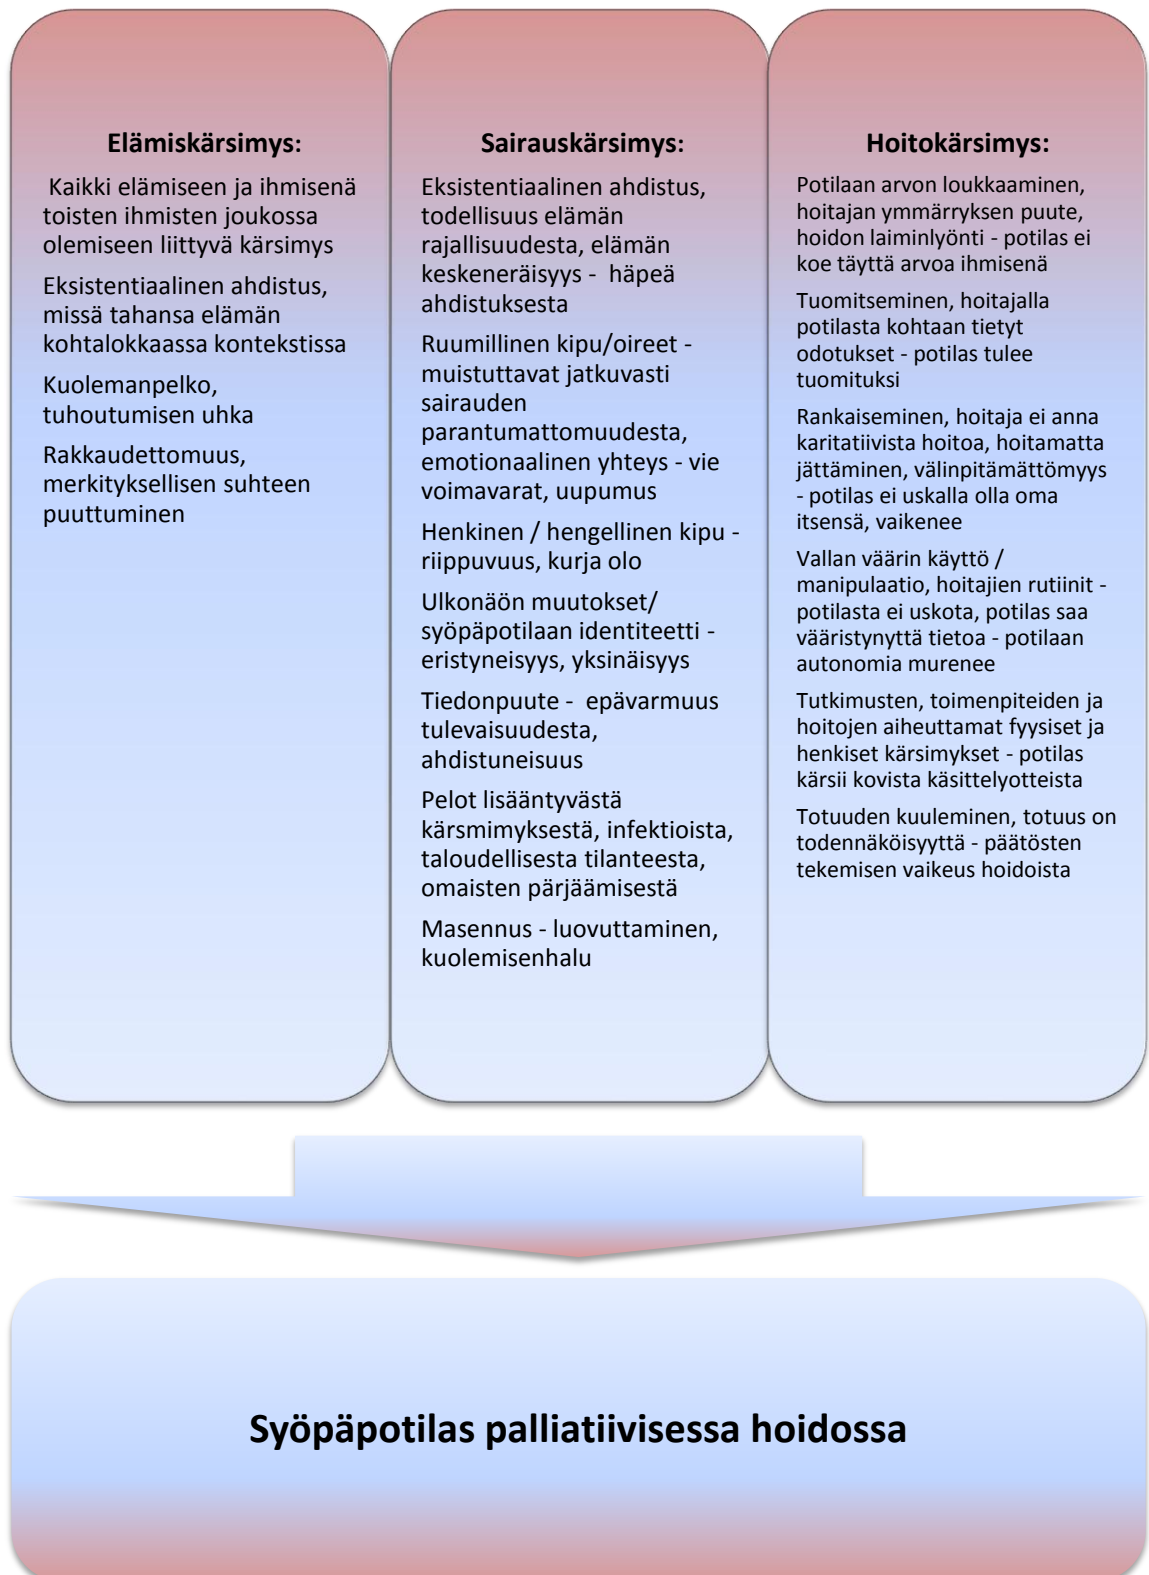 Elämiskärsimys:
Kaikki elämiseen ja ihmisenä
toisten ihmisten joukossa
olemiseen liittyvä kärsimys
Eksistentiaalinen ahdistus,
missä tahansa elämän
kohtalokkaassa kontekstissa
Kuolemanpelko,
tuhoutumisen uhka
Rakkaudettomuus,
merkityksellisen suhteen
puuttuminen
Sairauskärsimys:
Eksistentiaalinen ahdistus,
todellisuus elämän
rajallisuudesta, elämän
keskeneräisyys - häpeä
ahdistuksesta
Ruumillinen kipu/oireet -
muistuttavat jatkuvasti
sairauden
parantumattomuudesta,
emotionaalinen yhteys - vie
voimavarat, uupumus
Henkinen / hengellinen kipu -
riippuvuus, kurja olo
Ulkonäön muutokset/
syöpäpotilaan identiteetti -
eristyneisyys, yksinäisyys
Tiedonpuute - epävarmuus
tulevaisuudesta,
ahdistuneisuus
Pelot lisääntyvästä
kärsmimyksestä, infektioista,
taloudellisesta tilanteesta,
omaisten pärjäämisestä
Masennus - luovuttaminen,
kuolemisenhalu
Hoitokärsimys:
Potilaan arvon loukkaaminen,
hoitajan ymmärryksen puute,
hoidon laiminlyönti - potilas ei
koe täyttä arvoa ihmisenä
Tuomitseminen, hoitajalla
potilasta kohtaan tietyt
odotukset - potilas tulee
tuomituksi
Rankaiseminen, hoitaja ei anna
karitatiivista hoitoa, hoitamatta
jättäminen, välinpitämättömyys
- potilas ei uskalla olla oma
itsensä, vaikenee
Vallan väärin käyttö /
manipulaatio, hoitajien rutiinit -
potilasta ei uskota, potilas saa
vääristynyttä tietoa - potilaan
autonomia murenee
Tutkimusten, toimenpiteiden ja
hoitojen aiheuttamat fyysiset ja
henkiset kärsimykset - potilas
kärsii kovista käsittelyotteista
Totuuden kuuleminen, totuus on
todennäköisyyttä - päätösten
tekemisen vaikeus hoidoista
Syöpäpotilas palliatiivisessa hoidossa